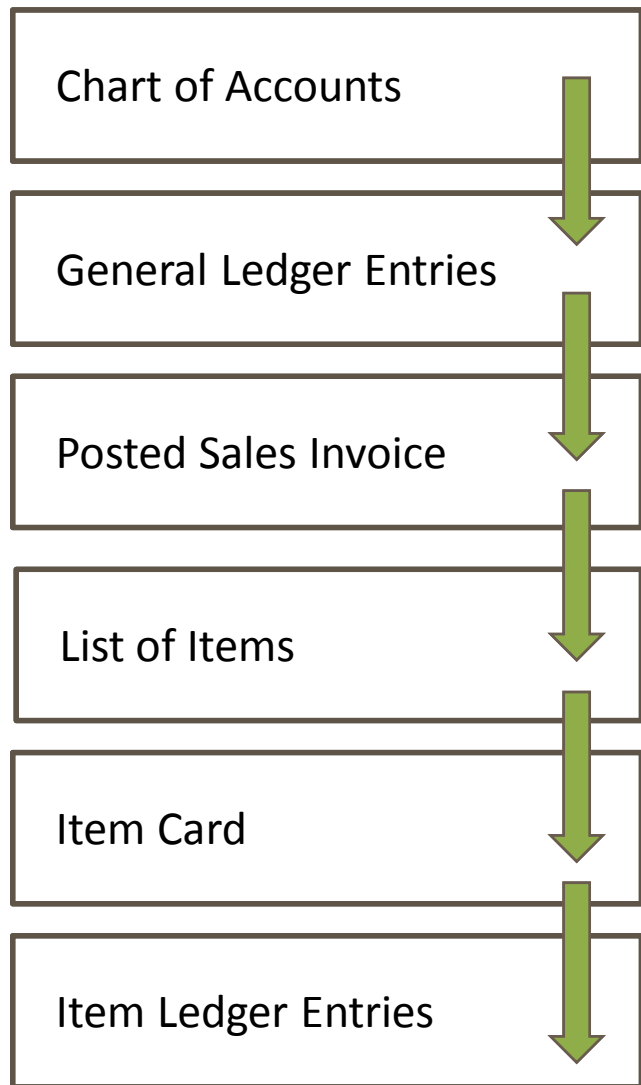 Chart of Accounts
General Ledger Entries
Posted Sales Invoice
List of Items
Item Card
Item Ledger Entries